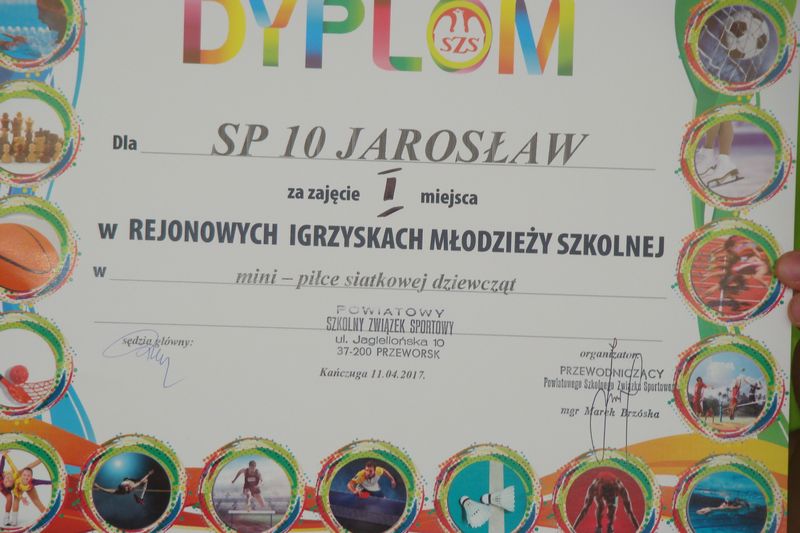 DYPLOM
SZS
Dla SP 10 JAROSŁAW
za zajęcie I miejsca
w REJONOWYCH IGRZYSKACH MŁODZIEŻY SZKOLNEJ
w mini – piłce siatkowej dziewcząt
POWIATOWY
SZKOLNY ZWIĄZEK SPORTOWY
ul. Jagiellońska 10
37-200 PRZEWORSK
sędzia główny:
Kańczuga 11.04.2017.
organizator:
PRZEWODNICZĄCY
Powiatowego Szkolnego Związku Sportowego
mgr Marek Brzóska